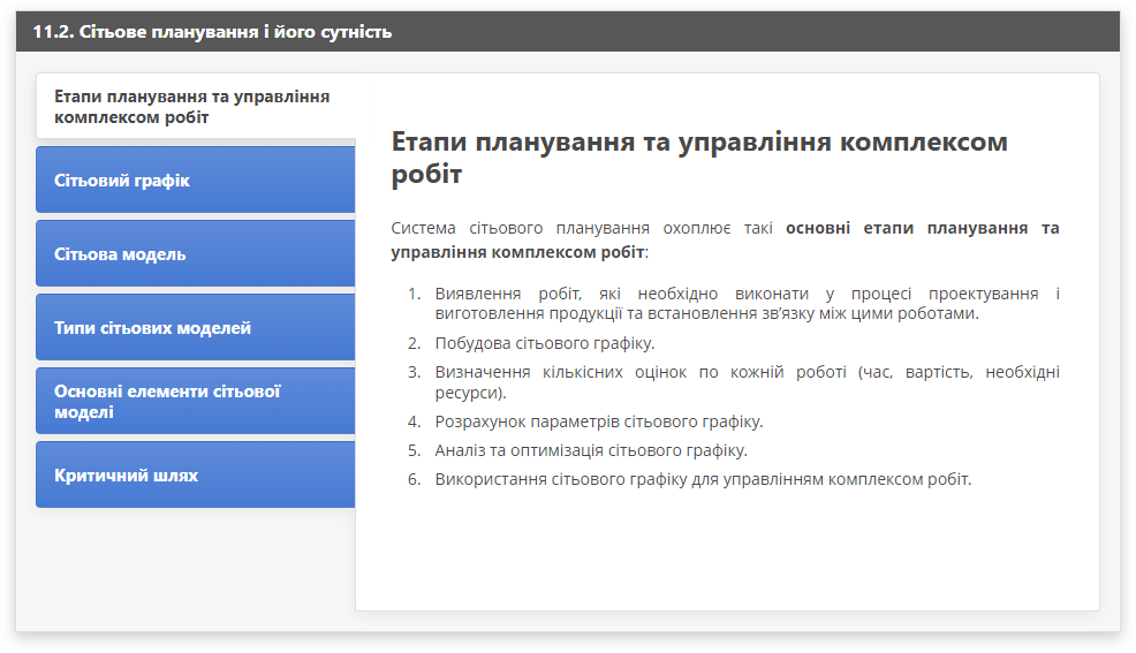 11.2. Сітьове планування і його сутність
Етапи планування та управління
комплексом робіт
Сітьовий графік
Сітьова модель
Типи сітьових моделей
Основні елементи сітьової
моделі
Критичний шлях
Етапи планування та управління комплексом
робіт
Система сітьового планування охоплює такі основні етапи планування та
управління комплексом робіт:
1. Виявлення робіт, які необхідно виконати у процесі проектування і
виготовлення продукції та встановлення зв’язку між цими роботами.
2. Побудова сітьового графіку.
3. Визначення кількісних оцінок по кожній роботі (час, вартість, необхідні
ресурси).
4. Розрахунок параметрів сітьового графіку.
5. Аналіз та оптимізація сітьового графіку.
6. Використання сітьового графіку для управлінням комплексом робіт.